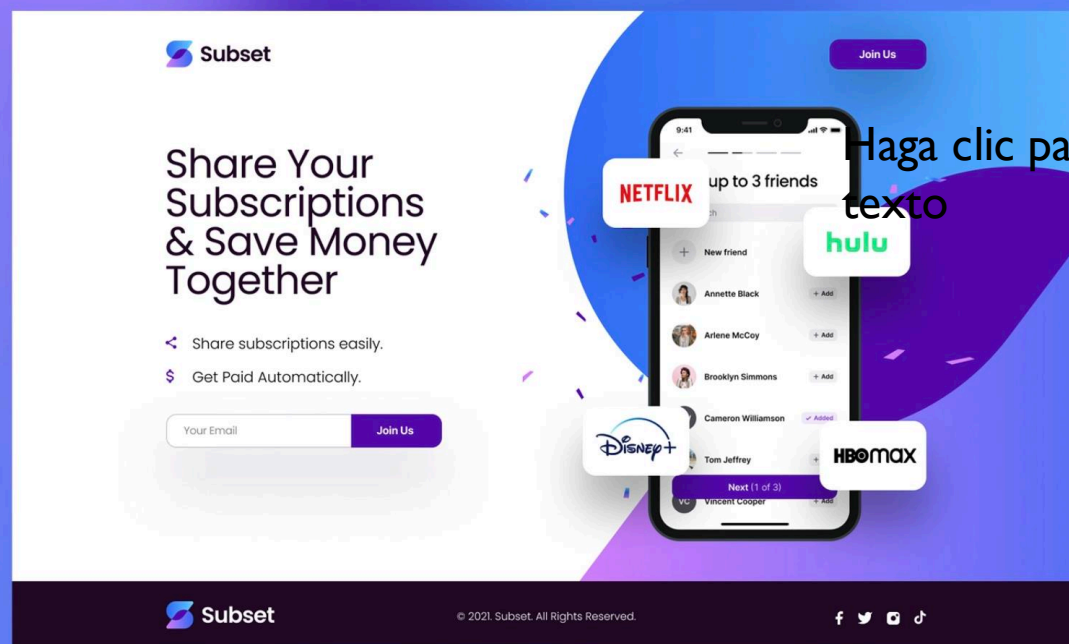 Subset
Join Us
Share Your
Subscriptions
& Save Money
Together
Share subscriptions easily.
$ Get Paid Automatically.
Your Email
Join Us
9:41
up to 3 friends
New friend
Annette Black
+ Add
Arlene McCoy
+ Add
Brooklyn Simmons
+ Add
Cameron Williamson
Added
Tom Jeffrey
+
Next (1 of 3)
VC Vincent Cooper
+ Add
NETFLIX
hulu
Disney+
HBOmax
Haga clic pa
texto
Subset
© 2021. Subset. All Rights Reserved.